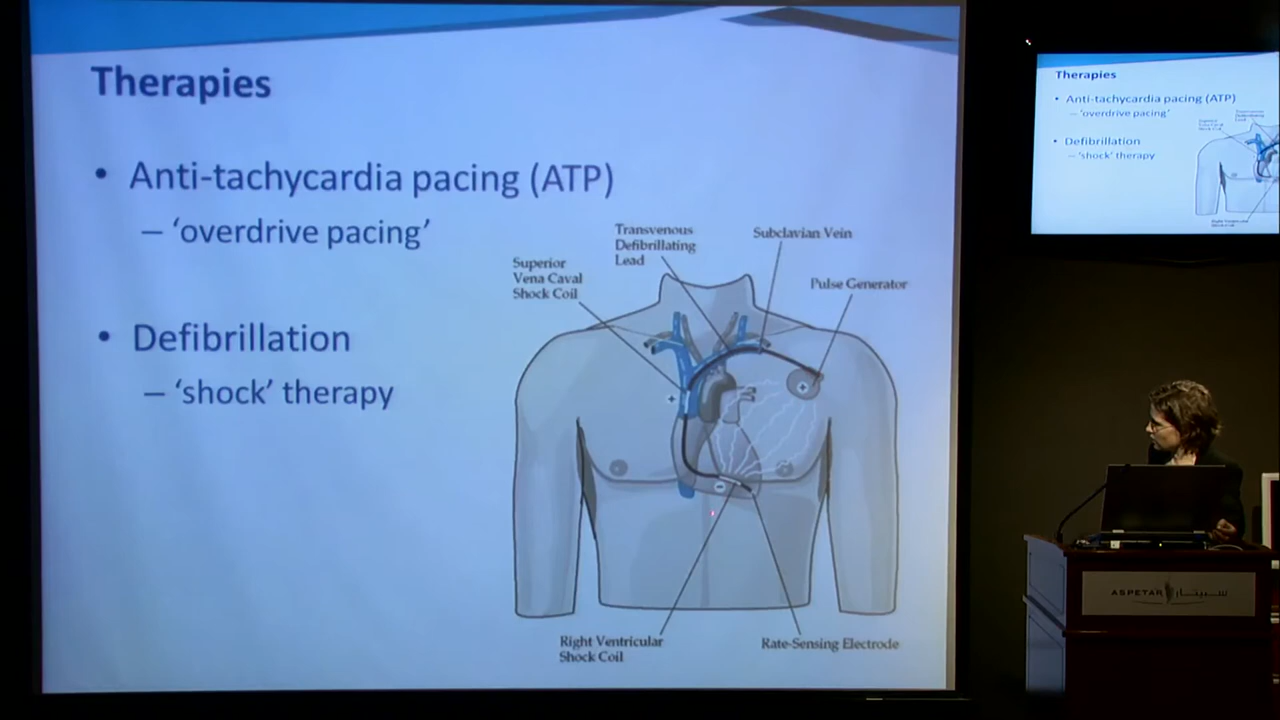 Therapies
• Anti-tachycardia pacing (ATP)
– ‘overdrive pacing’
• Defibrillation
– ‘shock’ therapy
Transvenous
Defibrillating
Lead
Subclavian Vein
Superior
Vena Caval
Shock Coil
Pulse Generator
Right Ventricular
Shock Coil
Rate-Sensing Electrode
Therapies
• Anti-tachycardia pacing (ATP)
– ‘overdrive pacing’
• Defibrillation
– ‘shock’ therapy
ASPETAR سبيتار